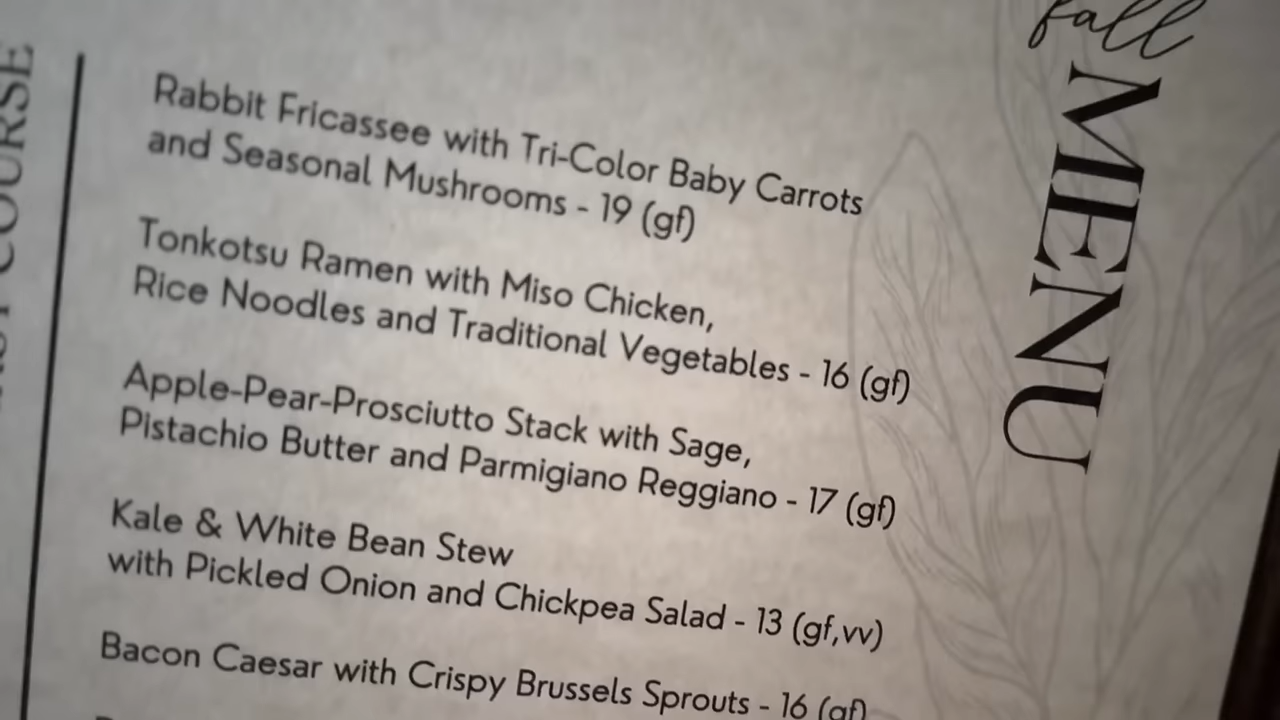 fall
MENU
COURSE
Rabbit Fricassee with Tri-Color Baby Carrots
and Seasonal Mushrooms - 19 (gf)
Tonkotsu Ramen with Miso Chicken,
Rice Noodles and Traditional Vegetables - 16 (gf)
Apple-Pear-Prosciutto Stack with Sage,
Pistachio Butter and Parmigiano Reggiano - 17 (gf)
Kale & White Bean Stew
with Pickled Onion and Chickpea Salad - 13 (gf,vv)
Bacon Caesar with Crispy Brussels Sprouts - 16 (gf)